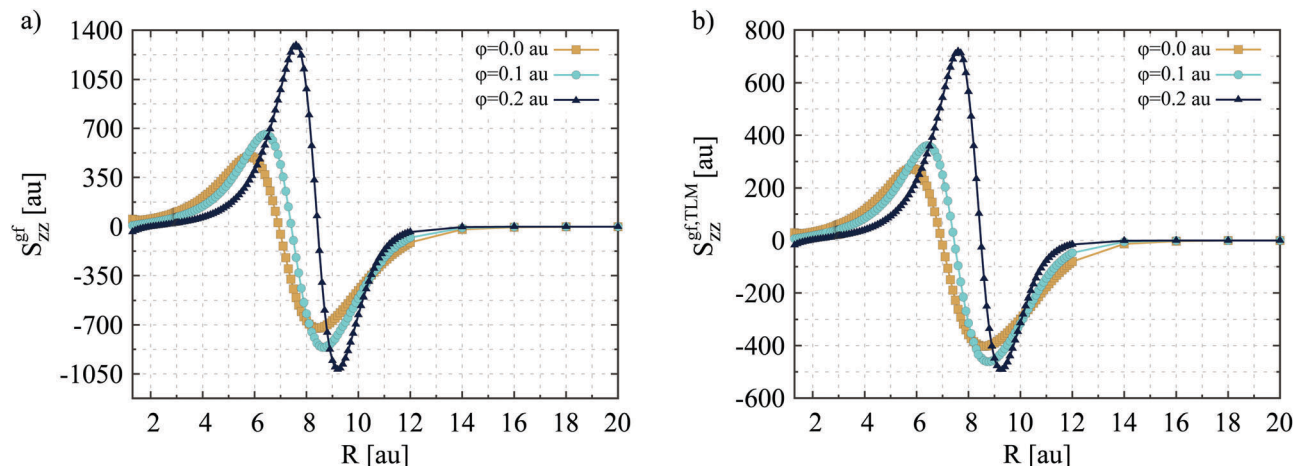 a)
1400
1050
700
350
0
-350
-700
-1050
S_zz^gf [au]
φ=0.0 au
φ=0.1 au
φ=0.2 au
2 4 6 8 10 12 14 16 18 20
R [au]
b)
800
600
400
200
0
-200
-400
-600
S_zz^gf,TLM [au]
φ=0.0 au
φ=0.1 au
φ=0.2 au
2 4 6 8 10 12 14 16 18 20
R [au]